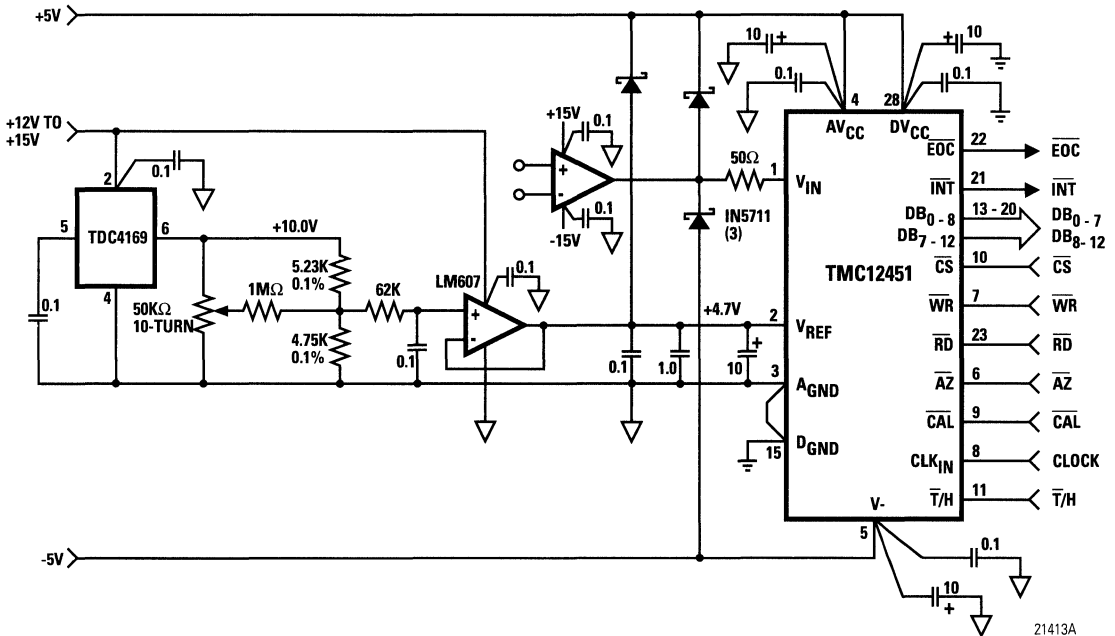 +5V
10
+
0.1
4
28
+
10
0.1
AVCC
DVCC
+12V TO
+15V
2
0.1
5
TDC4169
6
4
0.1
50KΩ
10-TURN
+10.0V
1MΩ
5.23K
0.1%
4.75K
0.1%
62K
0.1
LM607
0.1
+
-
+15V
0.1
+
-
0.1
-15V
50Ω
IN5711
(3)
+4.7V
0.1
1.0
+
10
1
VIN
2
VREF
3
AGND
15
DGND
TMC12451
EOC
22
EOC
INT
21
INT
DB0 - 8
13 - 20
DB0 - 7
DB7 - 12
DB8- 12
CS
10
CS
WR
7
WR
RD
23
RD
AZ
6
AZ
CAL
9
CAL
CLKIN
8
CLOCK
T/H
11
T/H
V-
5
-5V
0.1
10
+
21413A